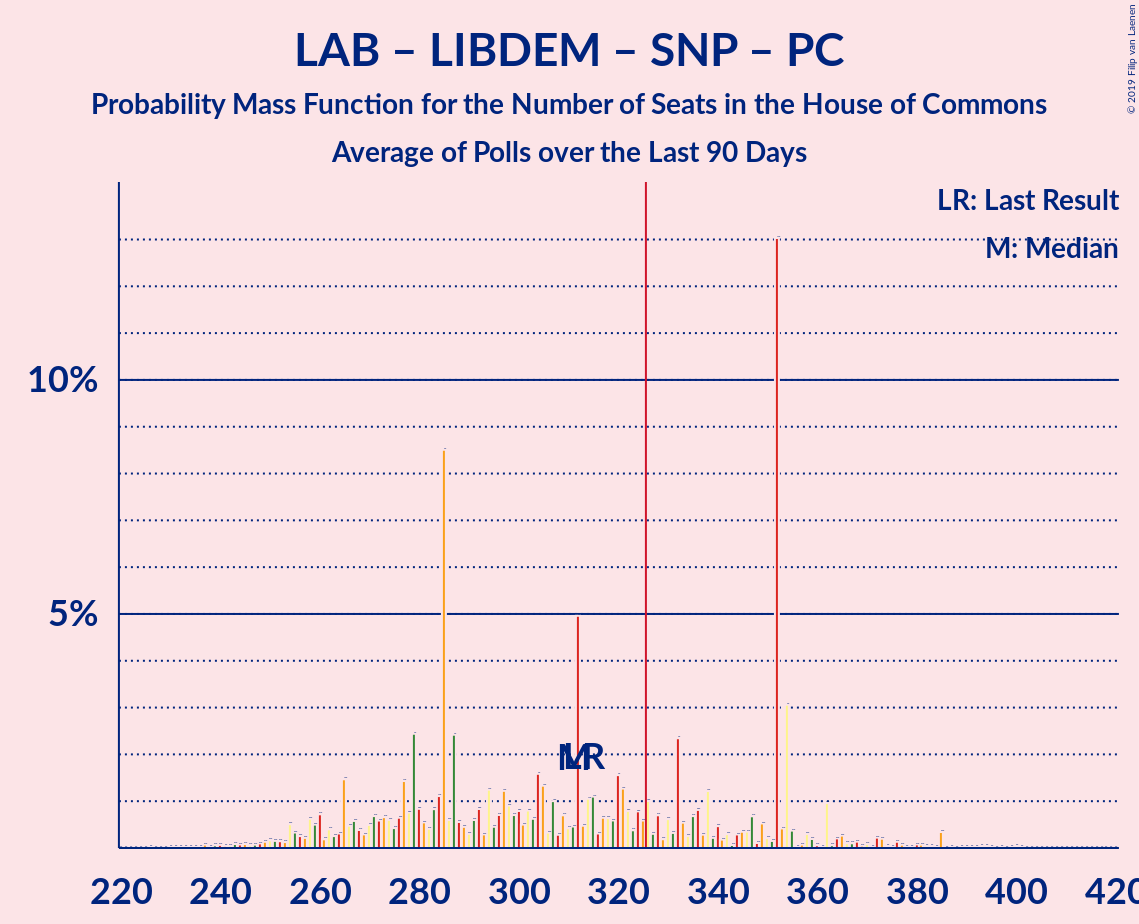 LAB – LIBDEM – SNP – PC
Probability Mass Function for the Number of Seats in the House of Commons
Average of Polls over the Last 90 Days
© 2019 Filip van Laenen
LR: Last Result
M: Median
10%
5%
M
LR
220 240 260 280 300 320 340 360 380 400 420